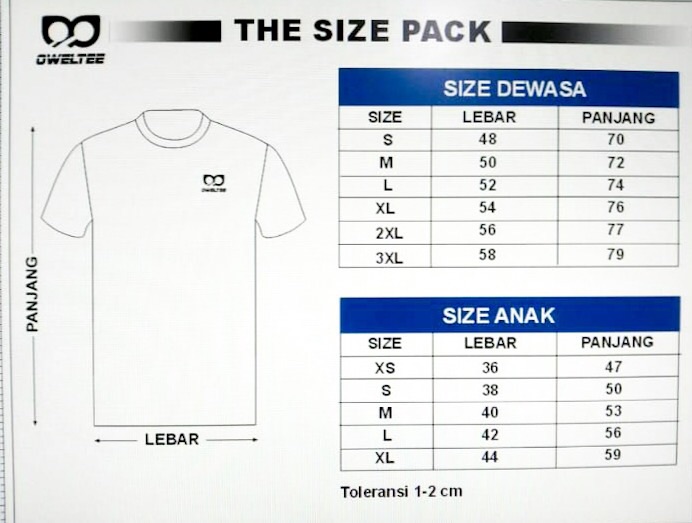 OWELTEE
THE SIZE PACK
OWELTEE
PANJANG
LEBAR
SIZE DEWASA
SIZE LEBAR PANJANG
S 48 70
M 50 72
L 52 74
XL 54 76
2XL 56 77
3XL 58 79
SIZE ANAK
SIZE LEBAR PANJANG
XS 36 47
S 38 50
M 40 53
L 42 56
XL 44 59
Toleransi 1-2 cm